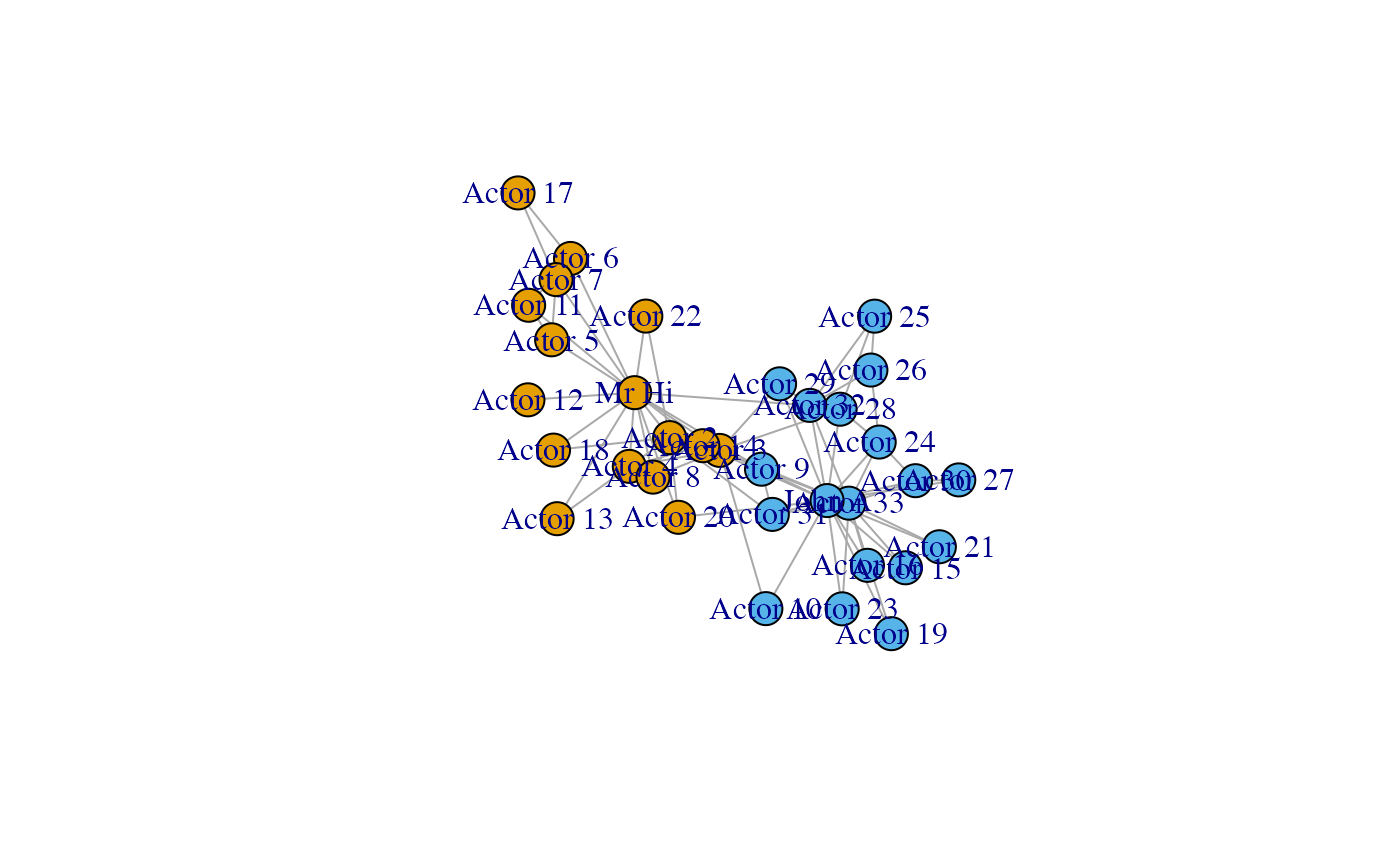 Actor 17
Actor 6
Actor 7
Actor 11
Actor 22
Actor 25
Actor 5
Actor 26
Actor 29
Mr Hi
Actor 12
Actor 32
Actor 28
Actor 2
Actor 24
Actor 14
Actor 3
Actor 18
Actor 4
Actor 9
Actor 8
Actor 30
Actor 27
John A
Actor 33
Actor 13
Actor 20
Actor 31
Actor 21
Actor 16
Actor 15
Actor 10
Actor 23
Actor 19